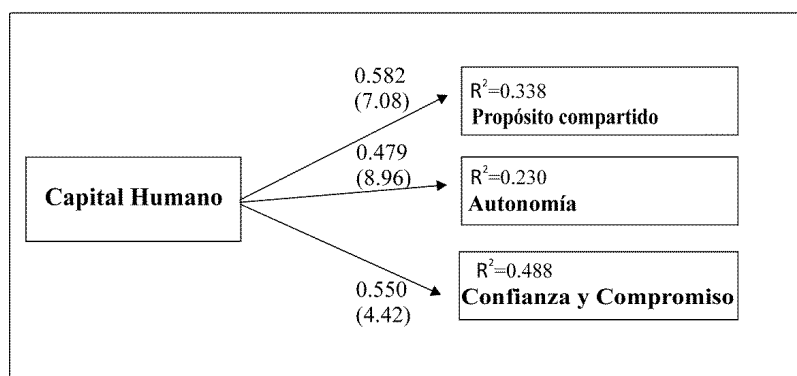 0.582
(7.08)
R²=0.338
Propósito compartido
Capital Humano
0.479
(8.96)
R²=0.230
Autonomía
0.550
(4.42)
R²=0.488
Confianza y Compromiso